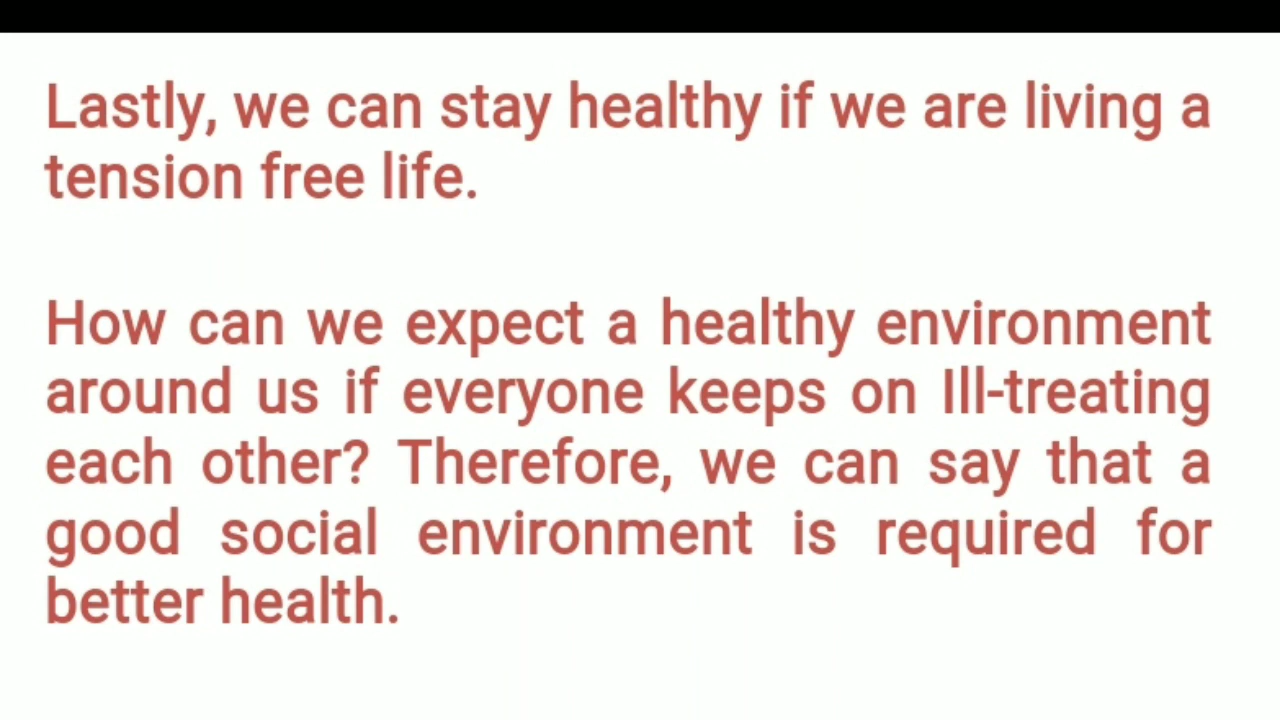 Lastly, we can stay healthy if we are living a
tension free life.
How can we expect a healthy environment
around us if everyone keeps on Ill-treating
each other? Therefore, we can say that a
good social environment is required for
better health.